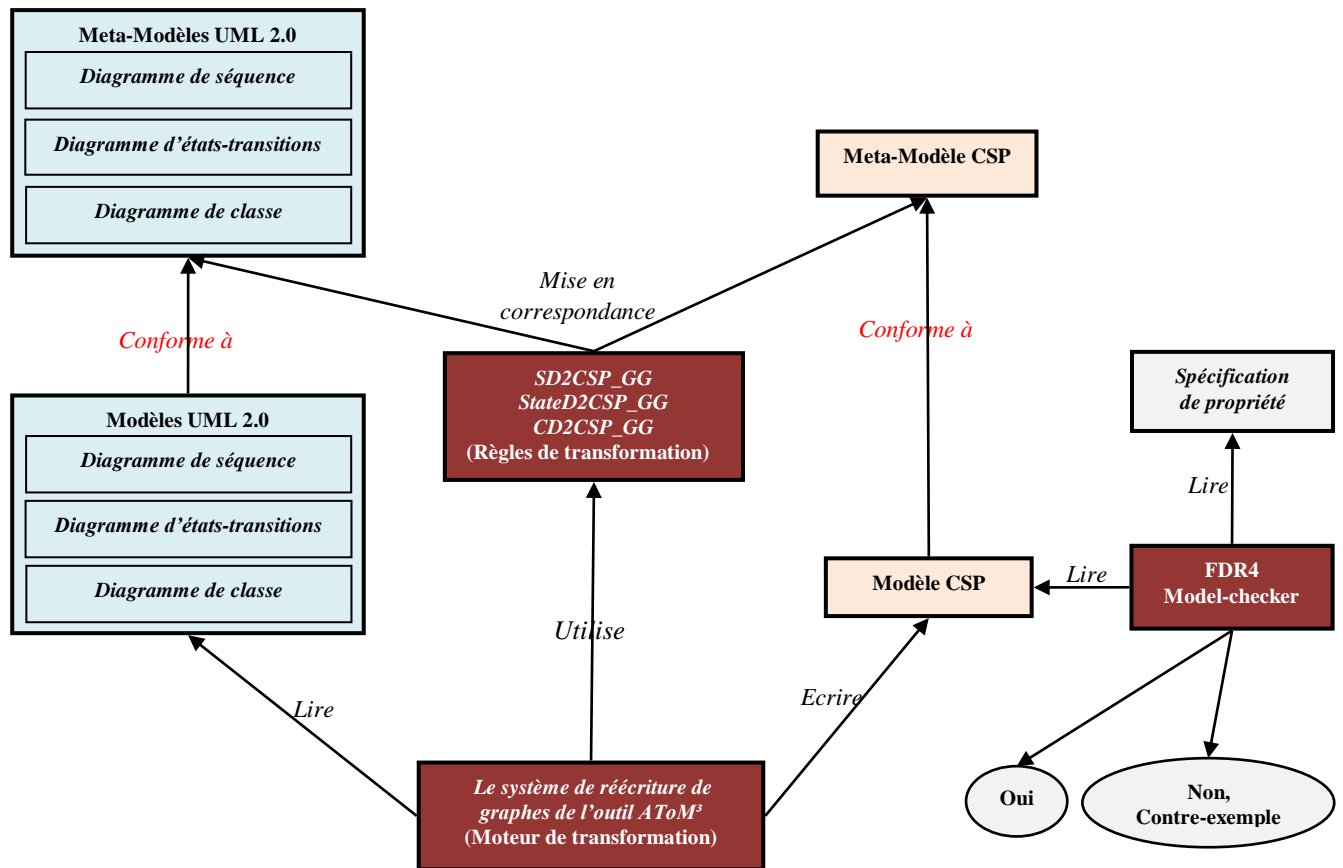 Meta-Modèles UML 2.0
Diagramme de séquence
Diagramme d'états-transitions
Diagramme de classe
Meta-Modèle CSP
Mise en
correspondance
Conforme à
Conforme à
SD2CSP_GG
StateD2CSP_GG
CD2CSP_GG
(Règles de transformation)
Spécification
de propriété
Modèles UML 2.0
Diagramme de séquence
Diagramme d'états-transitions
Diagramme de classe
Lire
Modèle CSP
Lire
FDR4
Model-checker
Utilise
Lire
Ecrire
Le système de réécriture de
graphes de l'outil AToM³
(Moteur de transformation)
Oui
Non,
Contre-exemple